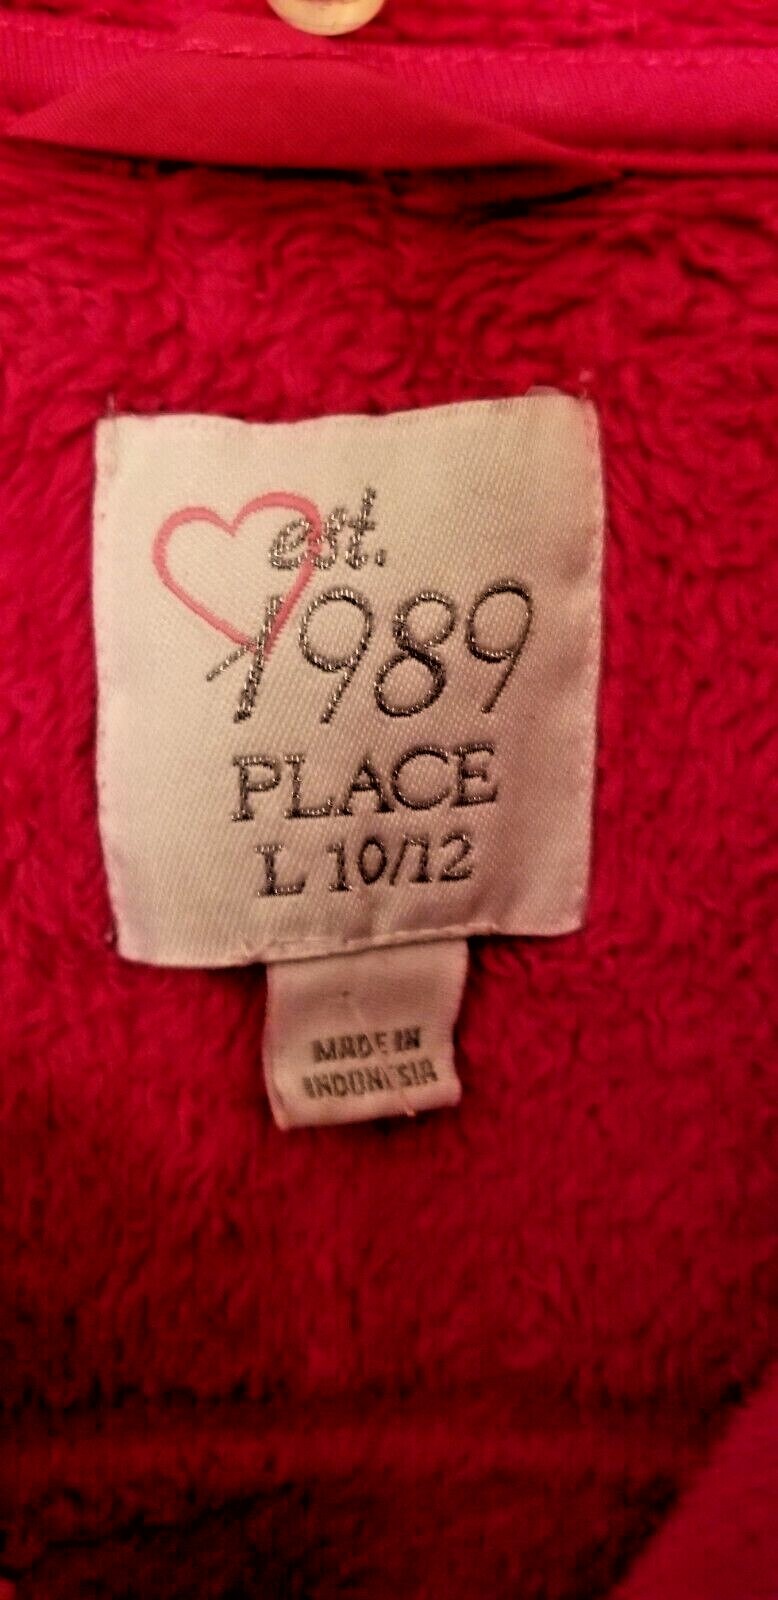 est.
1989
PLACE
L 10/12
MADE IN
INDONESIA